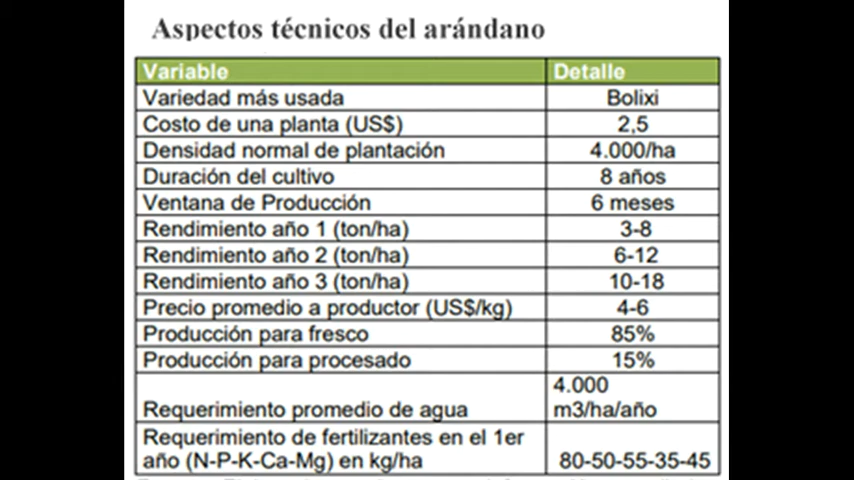 Aspectos técnicos del arándano
Variable Detalle
Variedad más usada Bolixi
Costo de una planta (US$) 2,5
Densidad normal de plantación 4.000/ha
Duración del cultivo 8 años
Ventana de Producción 6 meses
Rendimiento año 1 (ton/ha) 3-8
Rendimiento año 2 (ton/ha) 6-12
Rendimiento año 3 (ton/ha) 10-18
Precio promedio a productor (US$/kg) 4-6
Producción para fresco 85%
Producción para procesado 15%
4.000
Requerimiento promedio de agua m3/ha/año
Requerimiento de fertilizantes en el 1er
año (N-P-K-Ca-Mg) en kg/ha 80-50-55-35-45